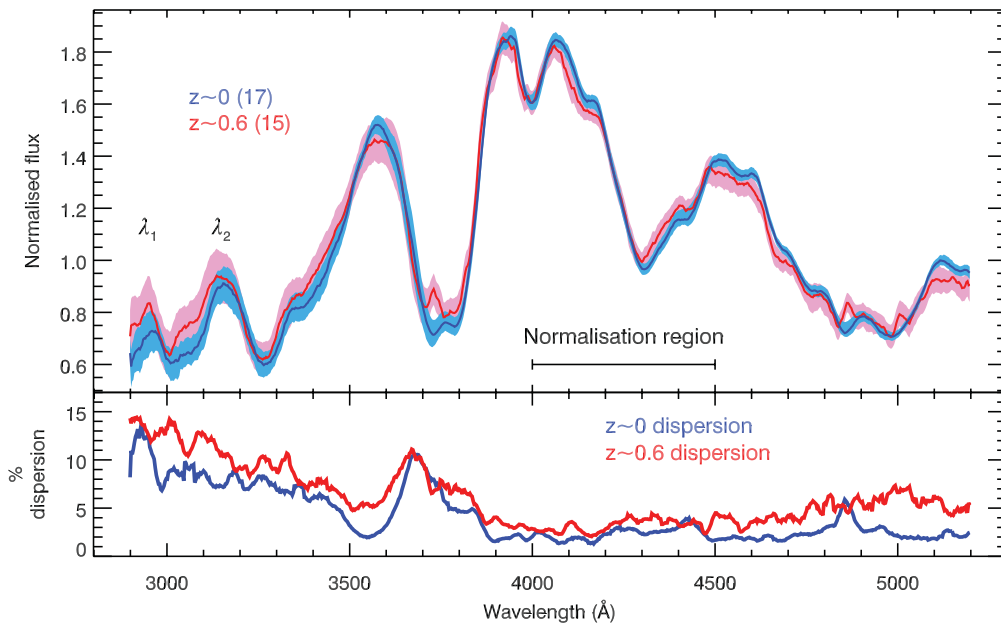 Normalised flux
1.8
1.6
1.4
1.2
1.0
0.8
0.6
z~0 (17)
z~0.6 (15)
λ1
λ2
Normalisation region
%
dispersion
15
10
5
0
z~0 dispersion
z~0.6 dispersion
3000
3500
4000
4500
5000
Wavelength (Å)